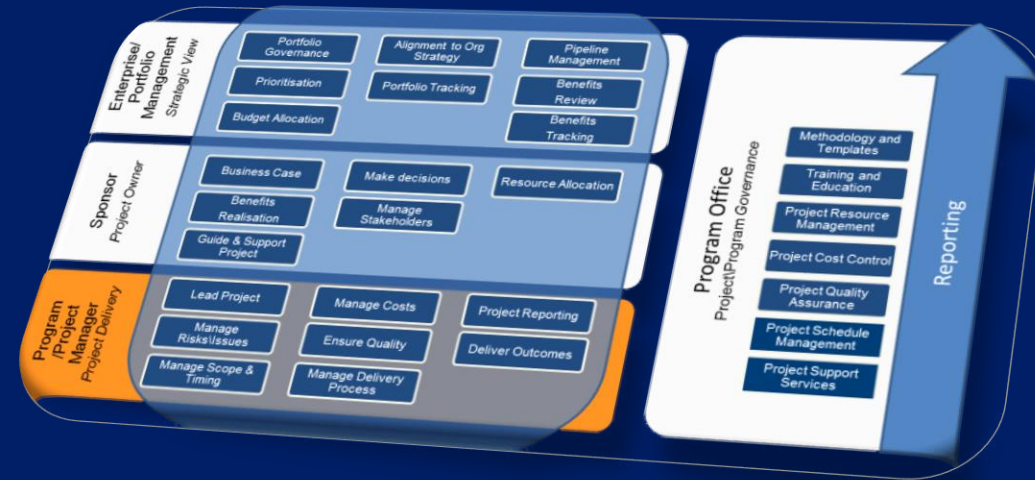 Enterprise/
Portfolio
Management
Strategic View
Portfolio
Governance
Alignment to Org
Strategy
Pipeline
Management
Prioritisation
Portfolio Tracking
Benefits
Review
Budget Allocation
Benefits
Tracking
Sponsor
Project Owner
Business Case
Make decisions
Resource Allocation
Benefits
Realisation
Manage
Stakeholders
Guide & Support
Project
Program
/Project
Manager
Project Delivery
Lead Project
Manage Costs
Project Reporting
Manage
Risks\Issues
Ensure Quality
Deliver Outcomes
Manage Scope &
Timing
Manage Delivery
Process
Program Office
Project\Program Governance
Methodology and
Templates
Training and
Education
Project Resource
Management
Project Cost Control
Project Quality
Assurance
Project Schedule
Management
Project Support
Services
Reporting